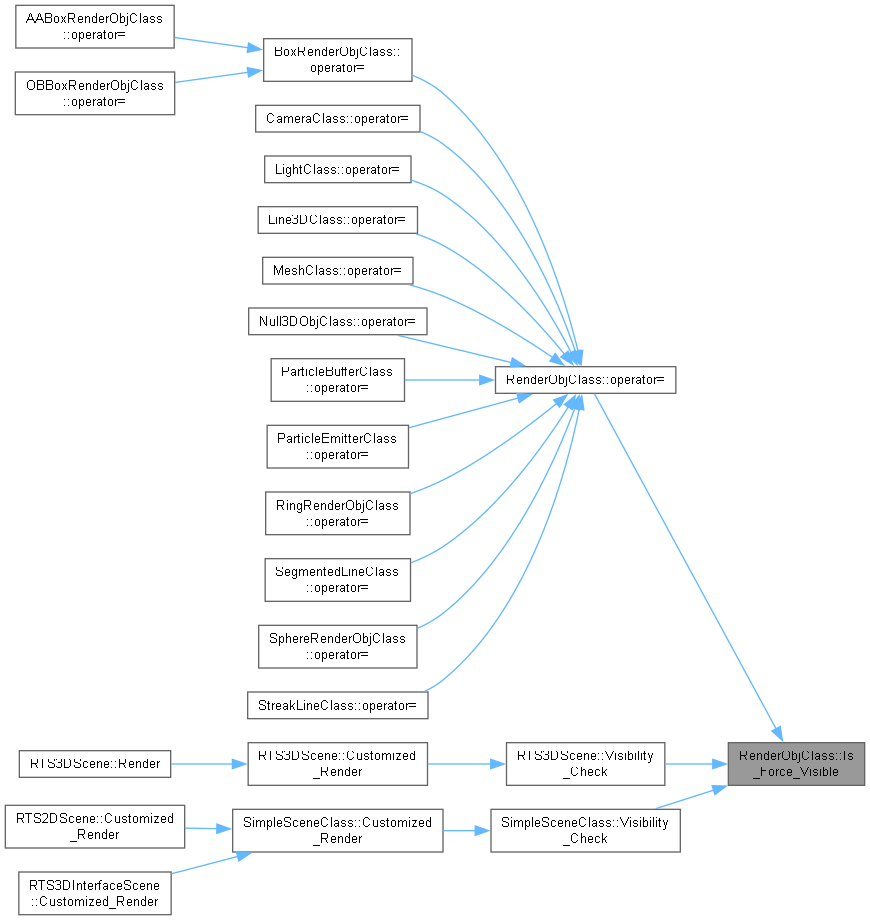 AABoxRenderObjClass
::operator=
OBBoxRenderObjClass
::operator=
BoxRenderObjClass::
operator=
CameraClass::operator=
LightClass::operator=
Line3DClass::operator=
MeshClass::operator=
Null3DObjClass::operator=
ParticleBufferClass
::operator=
ParticleEmitterClass
::operator=
RingRenderObjClass
::operator=
SegmentedLineClass
::operator=
SphereRenderObjClass
::operator=
StreakLineClass::operator=
RenderObjClass::operator=
RTS3DScene::Render
RTS3DScene::Customized
_Render
RTS3DScene::Visibility
_Check
RenderObjClass::Is
_Force_Visible
RTS2DScene::Customized
_Render
SimpleSceneClass::Customized
_Render
SimpleSceneClass::Visibility
_Check
RTS3DInterfaceScene
::Customized_Render